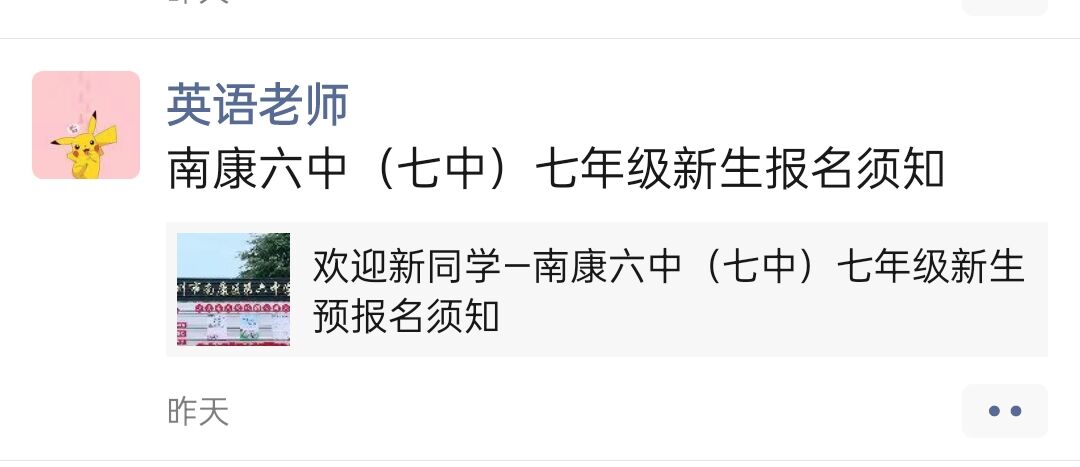 昨天
英语老师
南康六中（七中）七年级新生报名须知
欢迎新同学—南康六中（七中）七年级新生
预报名须知
昨天